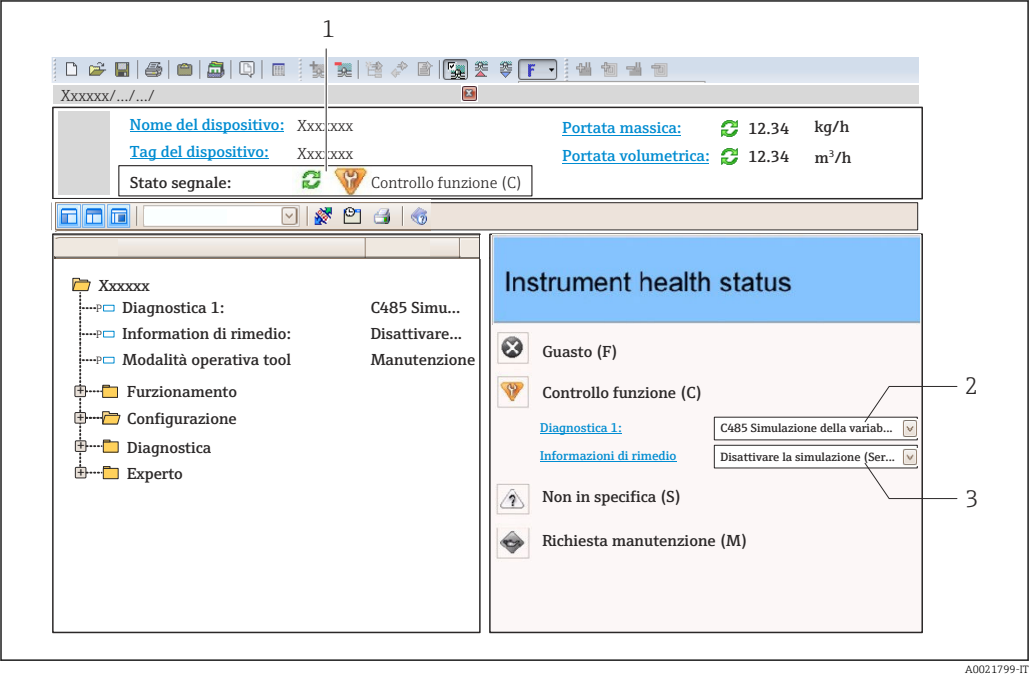 1
F
Xxxxxx/.../.../
Nome del dispositivo: Xxxxxxx
Portata massica: 12.34 kg/h
Tag del dispositivo: Xxxxxxx
Portata volumetrica: 12.34 m³/h
Stato segnale: Controllo funzione (C)
Xxxxxx
P Diagnostica 1: C485 Simu...
P Information di rimedio: Disattivare...
P Modalità operativa tool Manutenzione
Furzionamento
Configurazione
Diagnostica
Experto
Instrument health status
Guasto (F)
Controllo funzione (C)
2
Diagnostica 1: C485 Simulazione della variab...
Informazioni di rimedio Disattivare la simulazione (Ser...
Non in specifica (S)
3
Richiesta manutenzione (M)
A0021799-IT